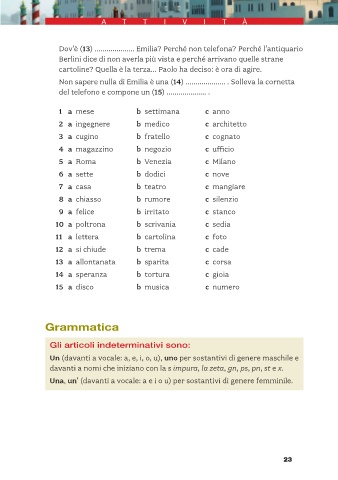 ATTIVITÀ
Dov'è (13) .................... Emilia? Perché non telefona? Perché l'antiquario
Berlini dice di non averla più vista e perché arrivano quelle strane
cartoline? Quella è la terza... Paolo ha deciso: è ora di agire.
Non sapere nulla di Emilia è una (14) .................... . Solleva la cornetta
del telefono e compone un (15) .................... .
1 a mese b settimana c anno
2 a ingegnere b medico c architetto
3 a cugino b fratello c cognato
4 a magazzino b negozio c ufficio
5 a Roma b Venezia c Milano
6 a sette b dodici c nove
7 a casa b teatro c mangiare
8 a chiasso b rumore c silenzio
9 a felice b irritato c stanco
10 a poltrona b scrivania c sedia
11 a lettera b cartolina c foto
12 a si chiude b trema c cade
13 a allontanata b sparita c corsa
14 a speranza b tortura c gioia
15 a disco b musica c numero
Grammatica
Gli articoli indeterminativi sono:
Un (davanti a vocale: a, e, i, o, u), uno per sostantivi di genere maschile e
davanti a nomi che iniziano con la s impura, la zeta, gn, ps, pn, st e x.
Una, un' (davanti a vocale: a e i o u) per sostantivi di genere femminile.
23